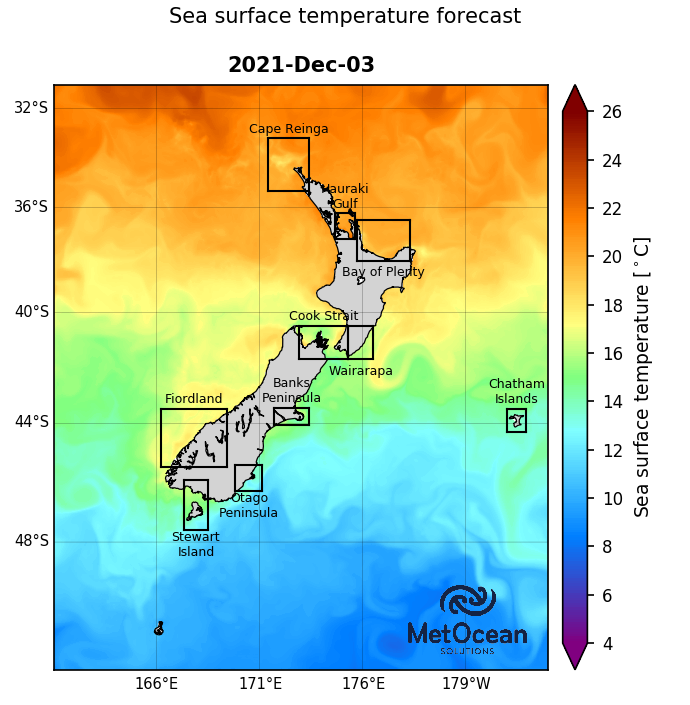 Sea surface temperature forecast
2021-Dec-03
32°S
36°S
40°S
44°S
48°S
Cape Reinga
Hauraki
Gulf
Bay of Plenty
Cook Strait
Wairarapa
Banks
Peninsula
Fiordland
Chatham
Islands
Otago
Peninsula
Stewart
Island
MetOcean
SOLUTIONS
166°E
171°E
176°E
179°W
26
24
22
20
18
16
14
12
10
8
6
4
Sea surface temperature [°C]